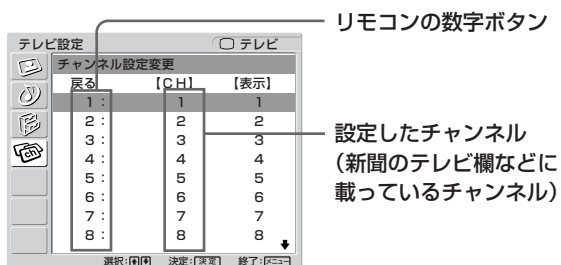 リモコンの数字ボタン
テレビ設定 テレビ
チャンネル設定変更
戻る 【CH】 【表示】
1: 1 1
2: 2 2
3: 3 3
4: 4 4
5: 5 5
6: 6 6
7: 7 7
8: 8 8
設定したチャンネル
(新聞のテレビ欄などに
載っているチャンネル)
選択: 決定:決定 終了:メニュー